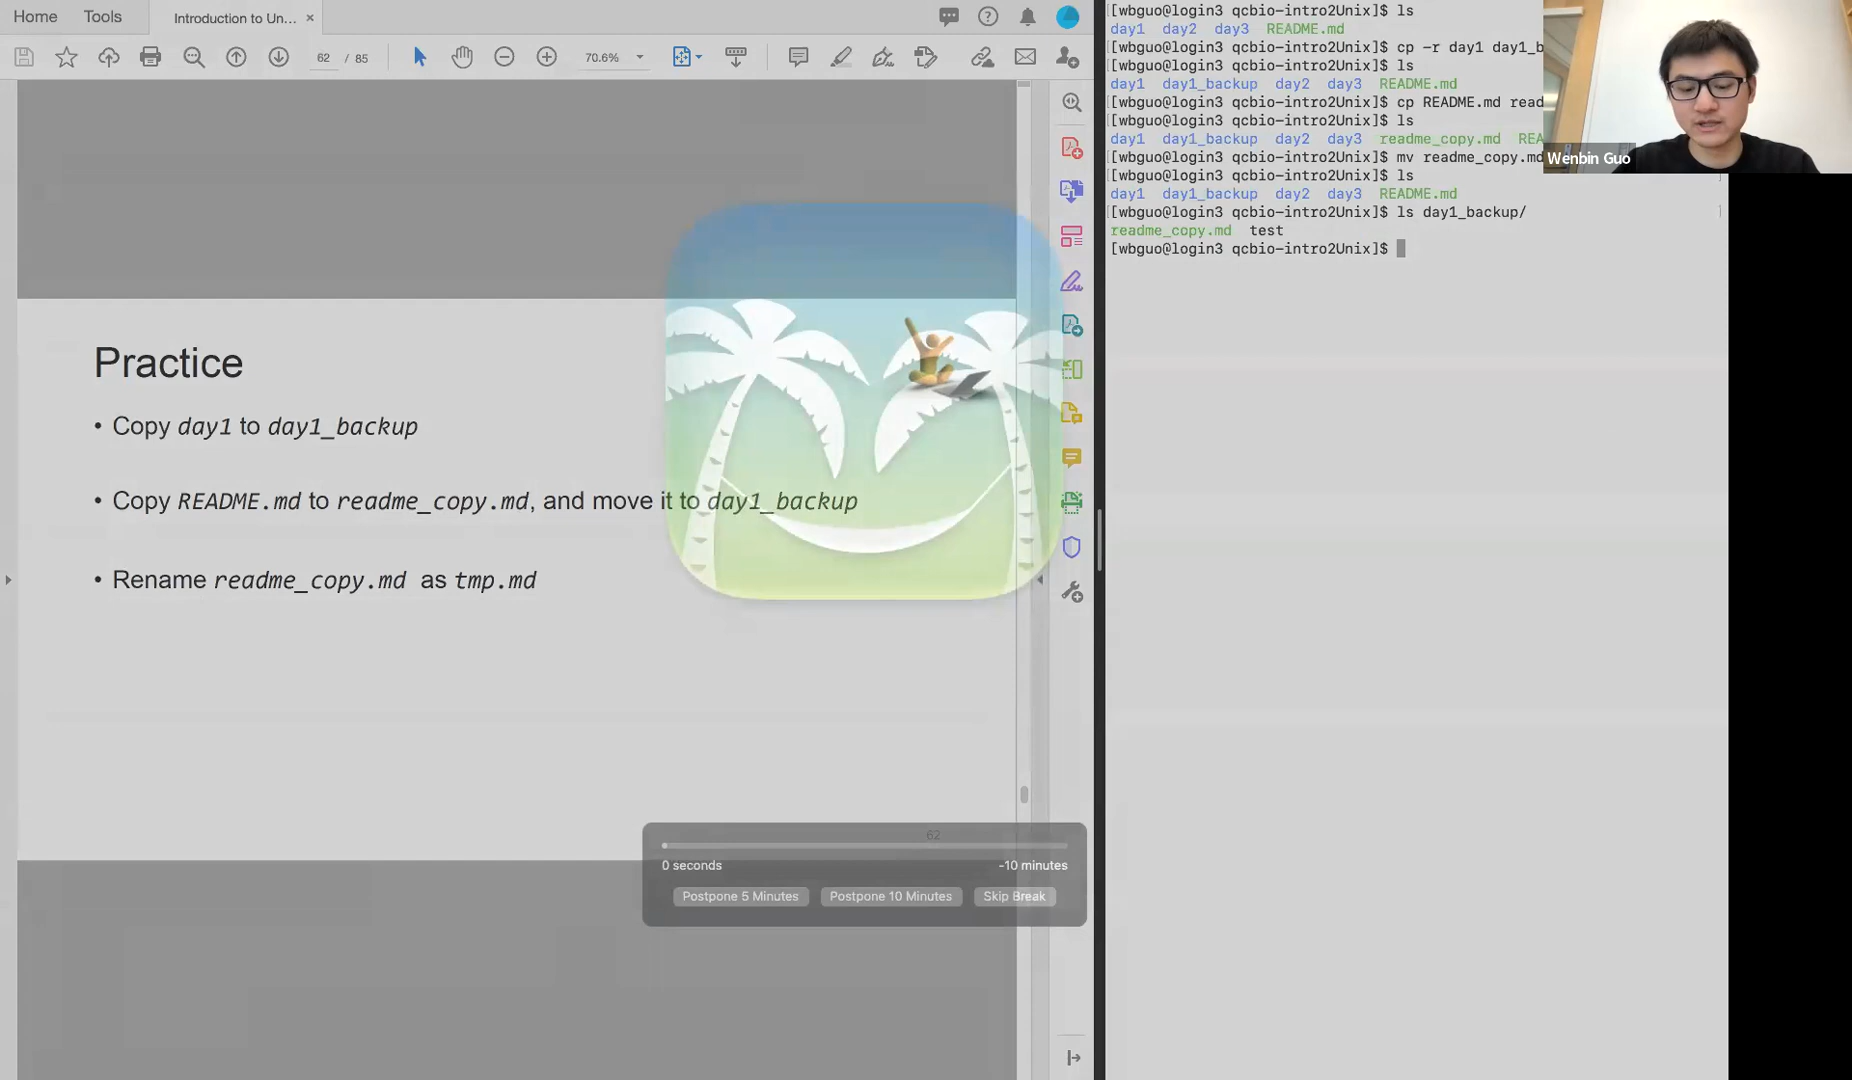 Home Tools Introduction to Un... ×
62 / 85 70.6%
Practice
• Copy day1 to day1_backup
• Copy README.md to readme_copy.md, and move it to day1_backup
• Rename readme_copy.md as tmp.md
62
0 seconds -10 minutes
Postpone 5 Minutes Postpone 10 Minutes Skip Break
[wbguo@login3 qcbio-intro2Unix]$ ls
day1 day2 day3 README.md
[wbguo@login3 qcbio-intro2Unix]$ cp -r day1 day1_b
[wbguo@login3 qcbio-intro2Unix]$ ls
day1 day1_backup day2 day3 README.md
[wbguo@login3 qcbio-intro2Unix]$ cp README.md read
[wbguo@login3 qcbio-intro2Unix]$ ls
day1 day1_backup day2 day3 readme_copy.md REA
[wbguo@login3 qcbio-intro2Unix]$ mv readme_copy.md
[wbguo@login3 qcbio-intro2Unix]$ ls
day1 day1_backup day2 day3 README.md
[wbguo@login3 qcbio-intro2Unix]$ ls day1_backup/ ]
readme_copy.md test
[wbguo@login3 qcbio-intro2Unix]$
Wenbin Guo